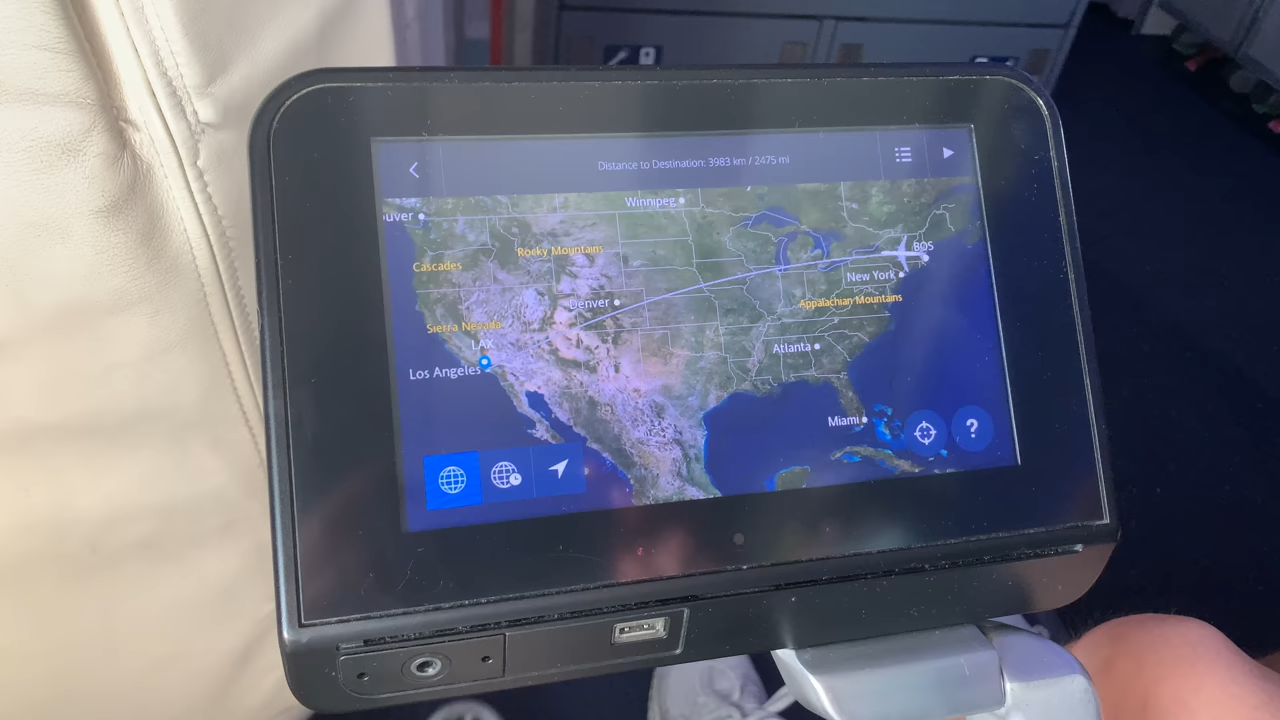 Distance to Destination: 3983 km / 2475 mi
Winnipeg
uver
BOS
Rocky Mountains
Cascades
New York
Appalachian Mountains
Denver
Sierra Nevada
LAX
Atlanta
Los Angeles
Miami
?